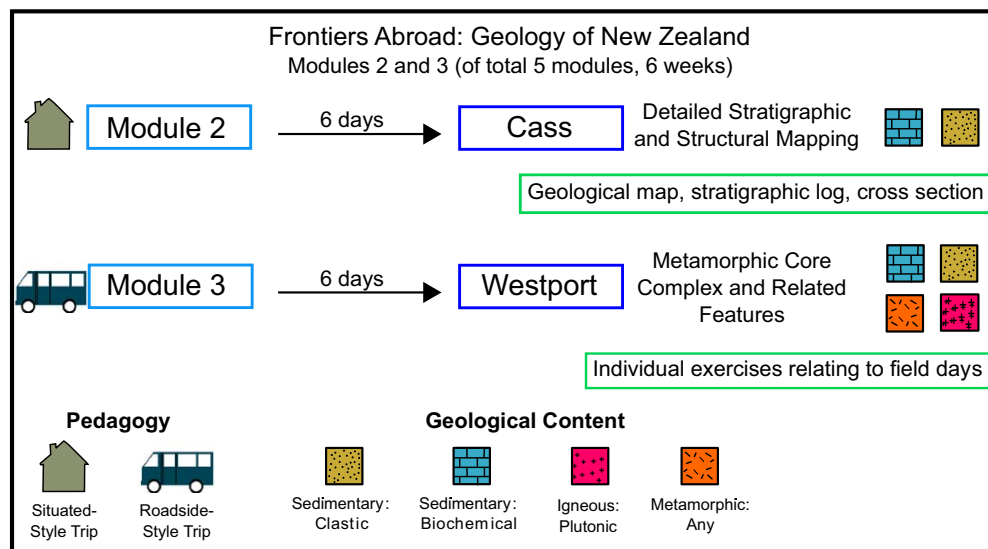 Frontiers Abroad: Geology of New Zealand
Modules 2 and 3 (of total 5 modules, 6 weeks)
Module 2
6 days
Cass
Detailed Stratigraphic
and Structural Mapping
Geological map, stratigraphic log, cross section
Module 3
6 days
Westport
Metamorphic Core
Complex and Related
Features
Individual exercises relating to field days
Pedagogy
Situated-
Style Trip
Roadside-
Style Trip
Geological Content
Sedimentary:
Clastic
Sedimentary:
Biochemical
Igneous:
Plutonic
Metamorphic:
Any